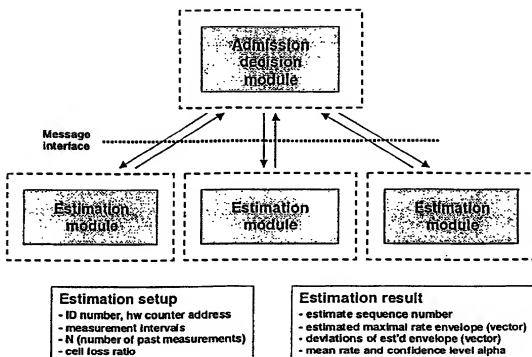 Admission
decision
module
Message
interface
Estimation
module
Estimation
module
Estimation
module
Estimation setup
- ID number, hw counter address
- measurement intervals
- N (number of past measurements)
- cell loss ratio
Estimation result
- estimate sequence number
- estimated maximal rate envelope (vector)
- deviations of est'd envelope (vector)
- mean rate and confidence level alpha